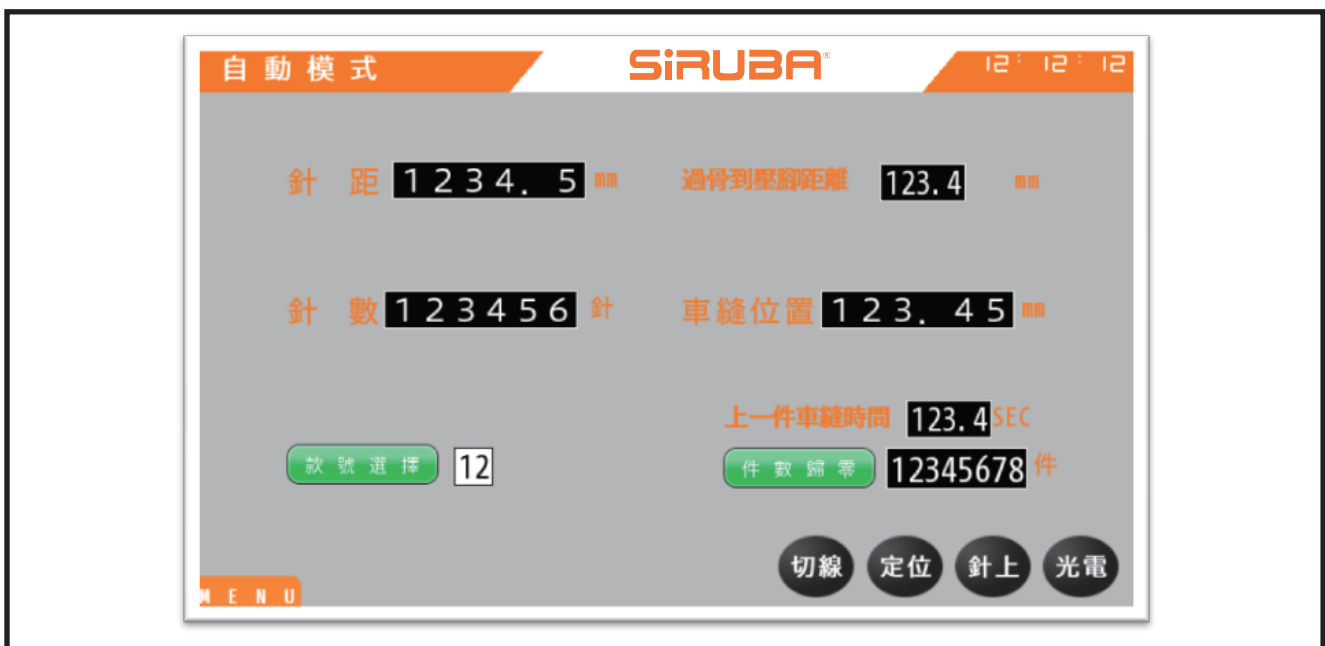 自動模式 SiRUBA® 12:12:12
針距 1234.5 mm 過骨到壓腳距離 123.4 mm
針數 123456 針 車縫位置 123.45 mm
上一件車縫時間 123.4 SEC
款號選擇 12 件數歸零 12345678 件
切線 定位 針上 光電
MENU